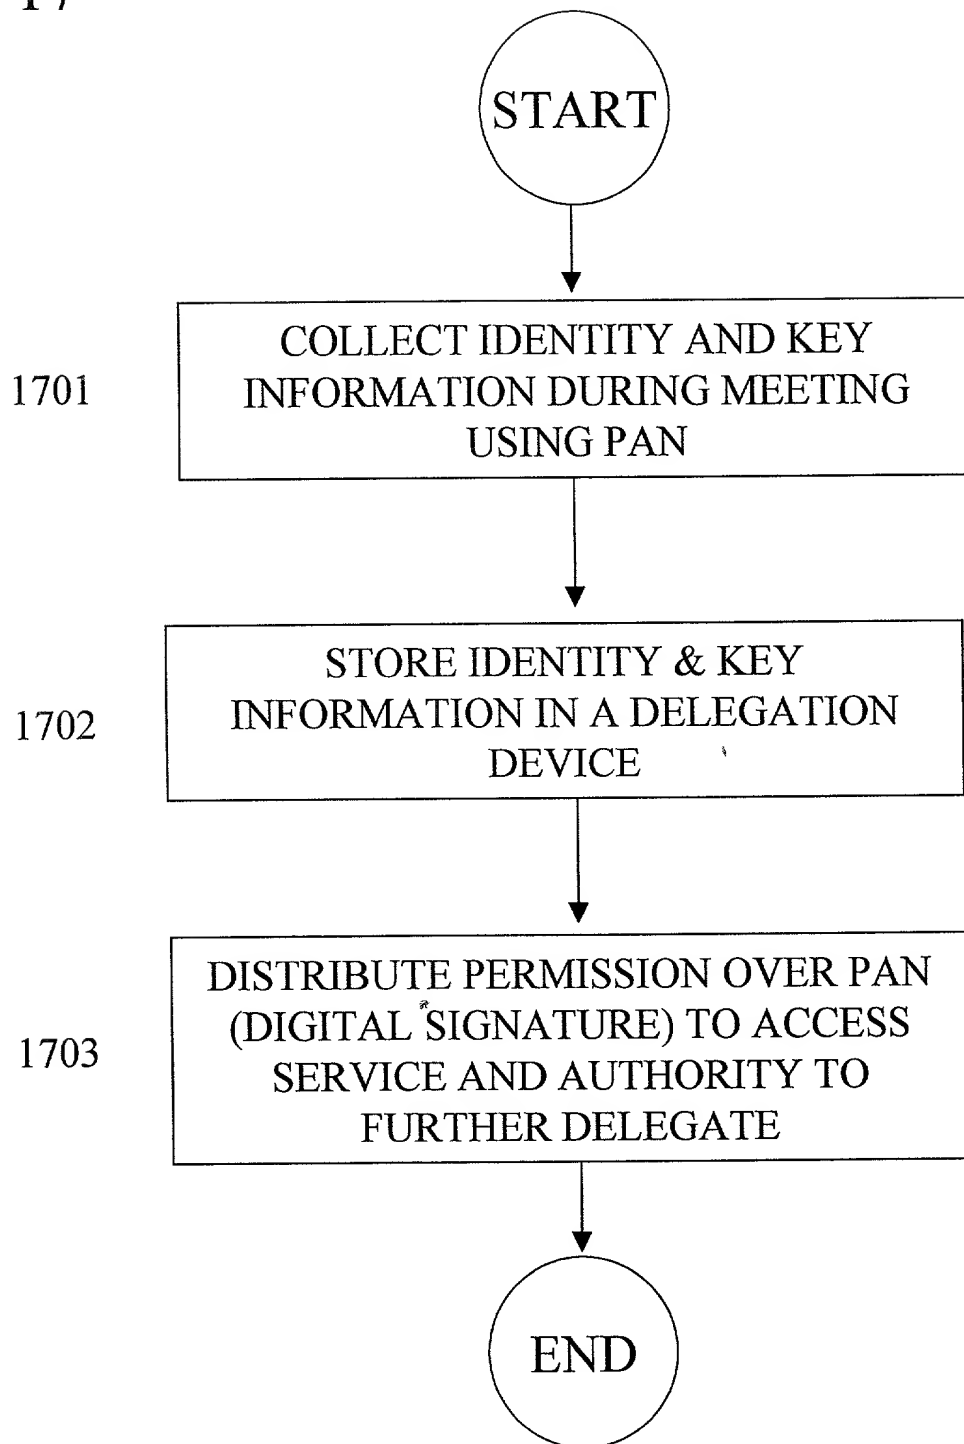 17
START
1701
COLLECT IDENTITY AND KEY
INFORMATION DURING MEETING
USING PAN
1702
STORE IDENTITY & KEY
INFORMATION IN A DELEGATION
DEVICE
1703
DISTRIBUTE PERMISSION OVER PAN
(DIGITAL SIGNATURE) TO ACCESS
SERVICE AND AUTHORITY TO
FURTHER DELEGATE
END